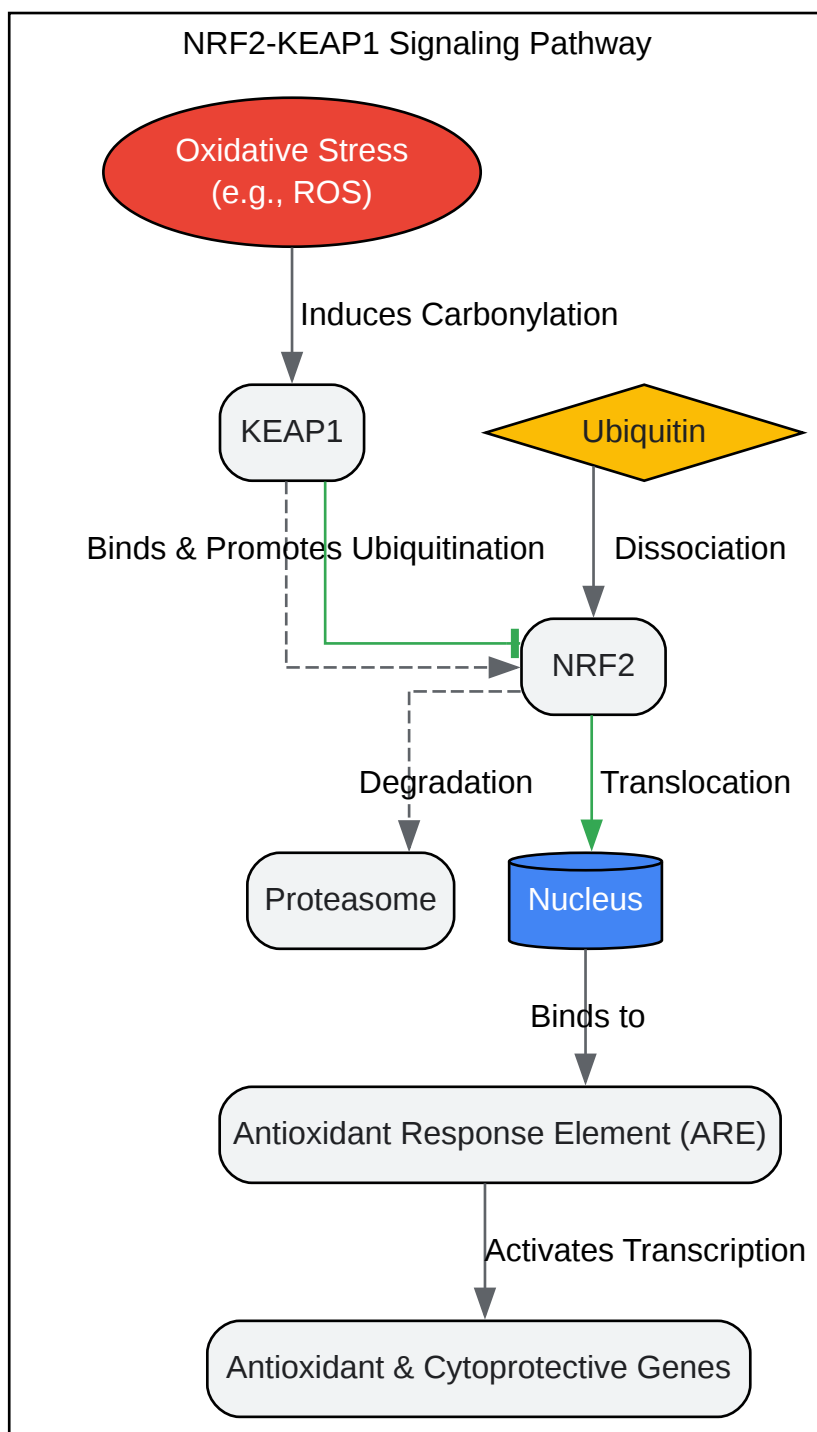 NRF2-KEAP1 Signaling Pathway
Oxidative Stress
(e.g., ROS)
Induces Carbonylation
KEAP1
Ubiquitin
Binds & Promotes Ubiquitination
Dissociation
NRF2
Degradation
Translocation
Proteasome
Nucleus
Binds to
Antioxidant Response Element (ARE)
Activates Transcription
Antioxidant & Cytoprotective Genes